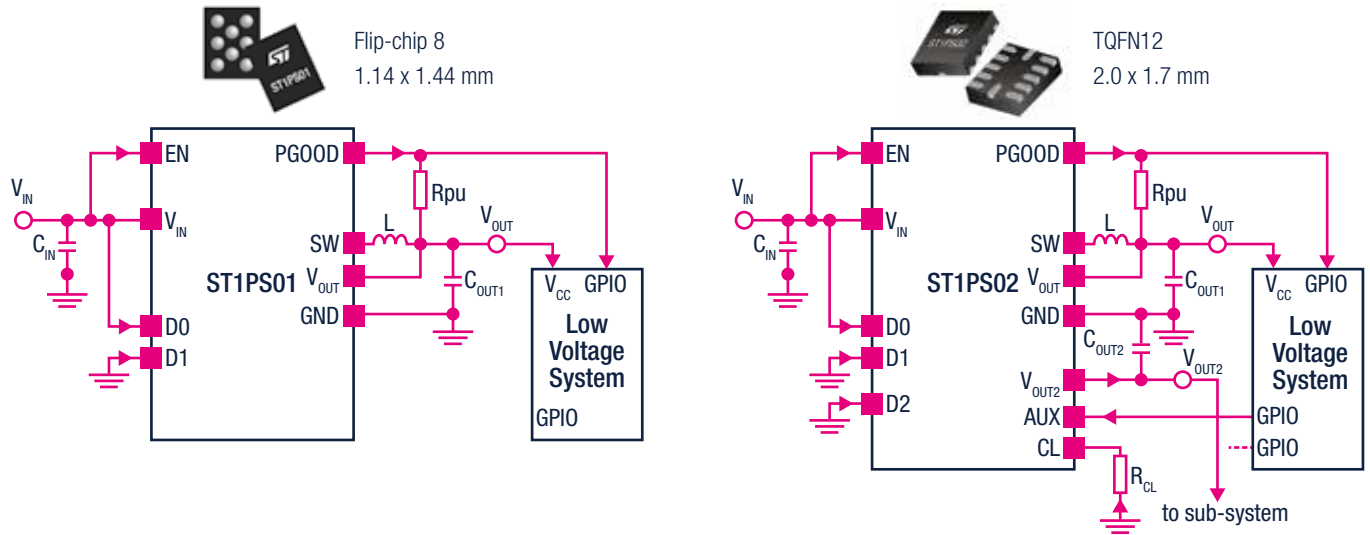 Flip-chip 8
1.14 x 1.44 mm
ST
ST1PS01
EN
PGOOD
Rpu
VIN
VIN
CIN
SW
L
VOUT
ST1PS01
VOUT
COUT1
GND
D0
D1
VCC GPIO
Low
Voltage
System
GPIO
TQFN12
2.0 x 1.7 mm
ST
ST1PS02
EN
PGOOD
Rpu
VIN
VIN
CIN
SW
L
VOUT
ST1PS02
VOUT
COUT1
GND
D0
COUT2
D1
VOUT2
VOUT2
D2
AUX
CL
RCL
VCC GPIO
Low
Voltage
System
GPIO
GPIO
to sub-system